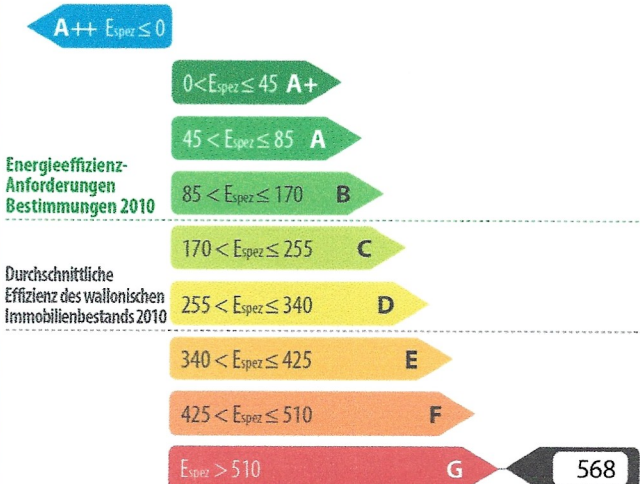 A++ Espez ≤ 0
0<Espez≤ 45 A+
45 < Espez≤ 85 A
Energieeffizienz-
Anforderungen
Bestimmungen 2010
85 < Espez≤ 170 B
170 < Espez≤ 255 C
Durchschnittliche
Effizienz des wallonischen
Immobilienbestands 2010
255 < Espez≤ 340 D
340 < Espez≤ 425 E
425 < Espez≤ 510 F
Espez > 510 G
568